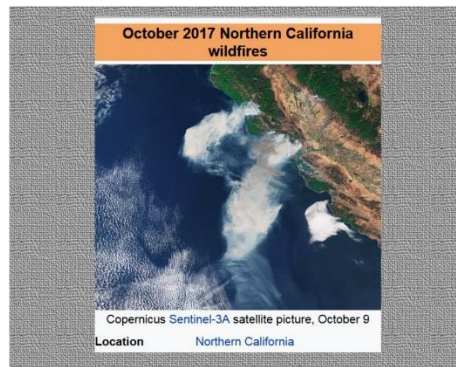 October 2017 Northern California
wildfires
Copernicus Sentinel-3A satellite picture, October 9
Location Northern California